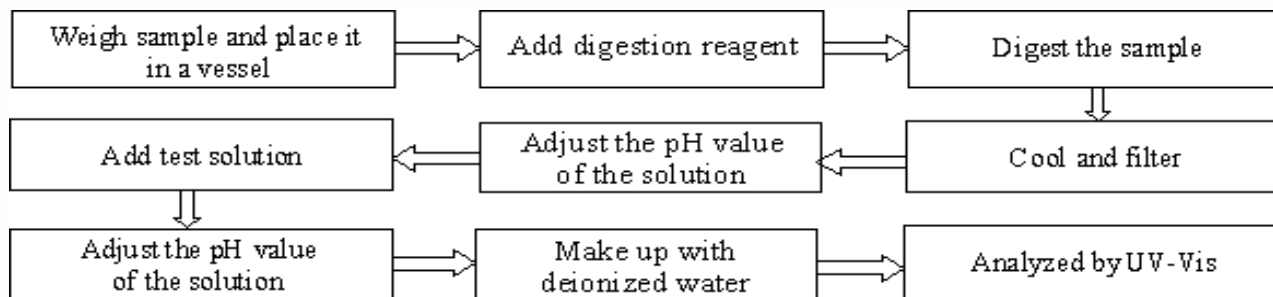 Weigh sample and place it
in a vessel
Add digestion reagent
Digest the sample
Cool and filter
Adjust the pH value
of the solution
Add test solution
Adjust the pH value
of the solution
Make up with
deionized water
Analyzed by UV-Vis